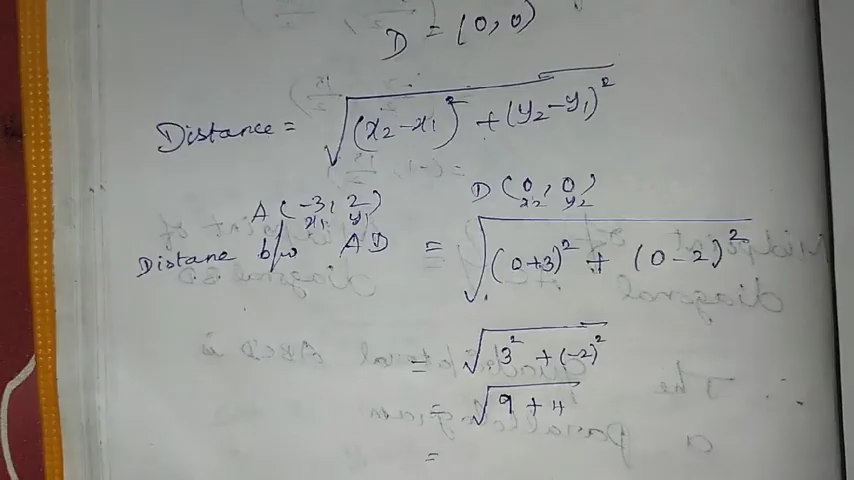 D = (0, 0)
Distance = √(x₂-x₁)² + (y₂-y₁)²
A (-3, 2) D (0, 0)
x₁ y₁ x₂ y₂
Distane b/w AD = √(0+3)² + (0-2)²
= √3² + (-2)²
= √9 + 4
=